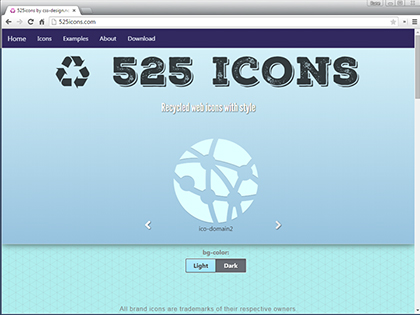 525icons by css-design.
525icons.com
Home Icons Examples About Download
525 ICONS
Recycled web icons with style
ico-domain2
bg-color:
Light Dark
All brand icons are trademarks of their respective owners